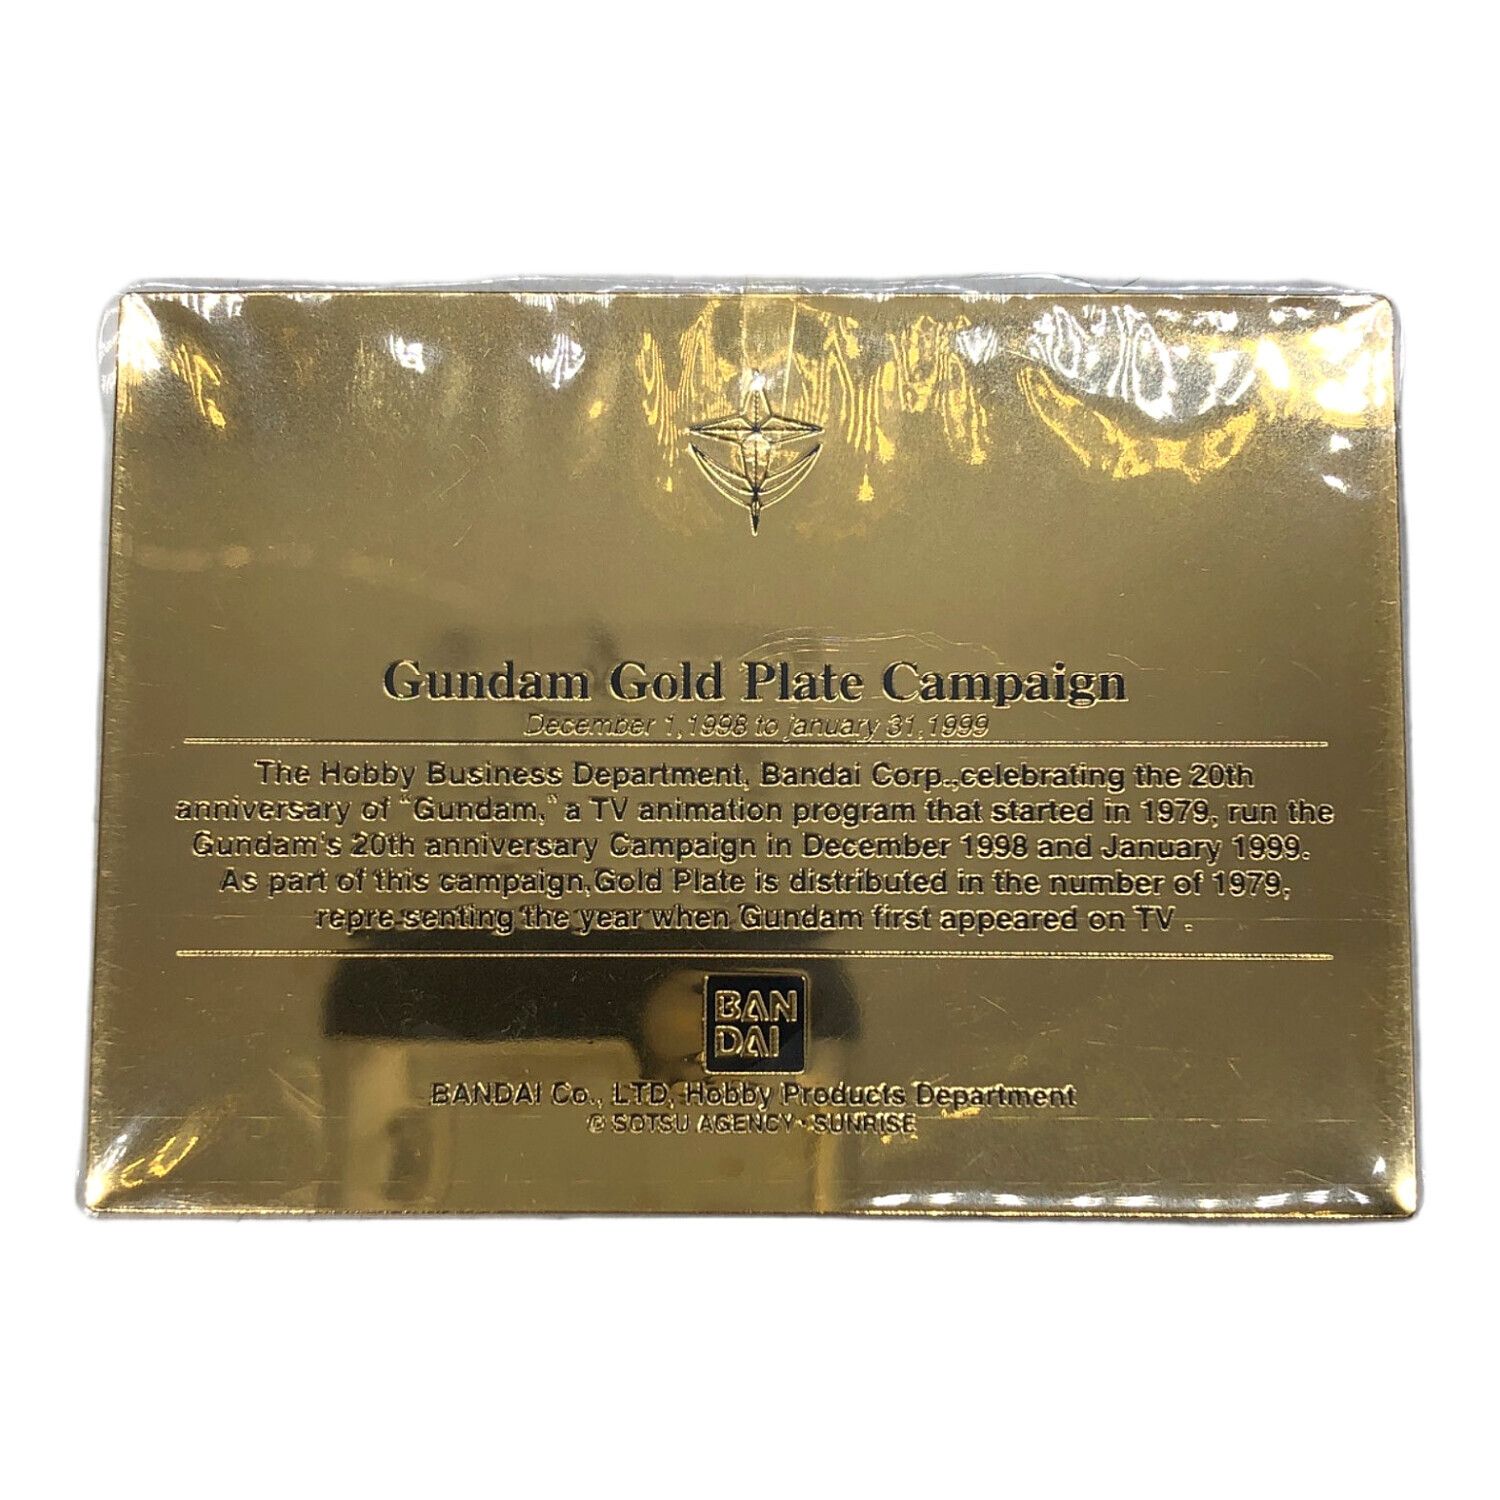 Gundam Gold Plate Campaign
December 1,1998 to january 31,1999
The Hobby Business Department, Bandai Corp.,celebrating the 20th
anniversary of "Gundam," a TV animation program that started in 1979, run the
Gundam's 20th anniversary Campaign in December 1998 and January 1999.
As part of this campaign,Gold Plate is distributed in the number of 1979,
repre senting the year when Gundam first appeared on TV .
BAN
DAI
BANDAI Co., LTD, Hobby Products Department
© SOTSU AGENCY・SUNRISE